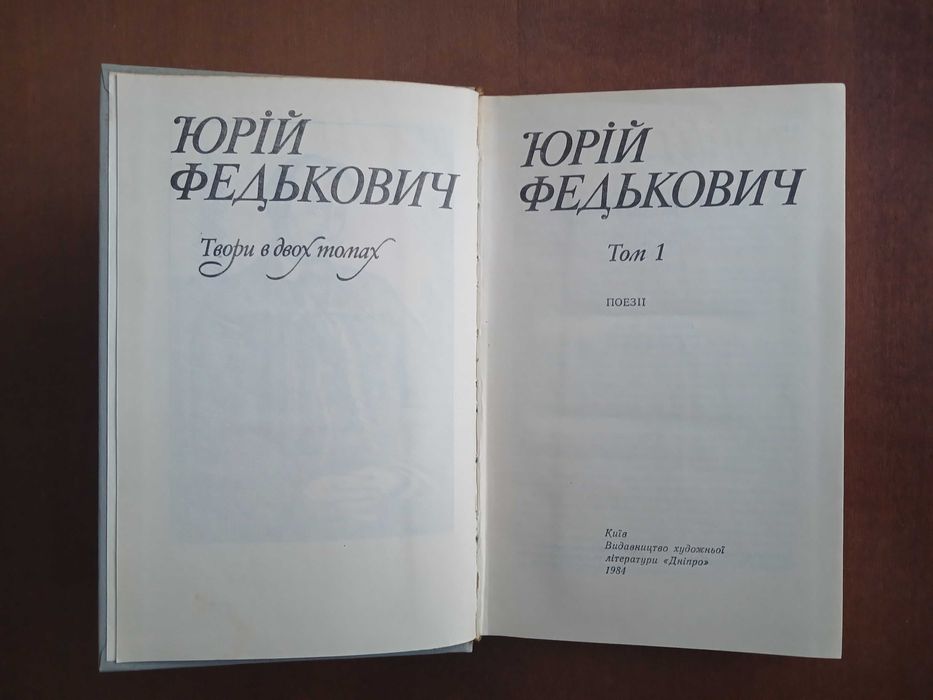 ЮРІЙ
ФЕДЬКОВИЧ
Твори в двох томах
ЮРІЙ
ФЕДЬКОВИЧ
Том 1
ПОЕЗІЇ
Київ
Видавництво художньої
літератури «Дніпро»
1984